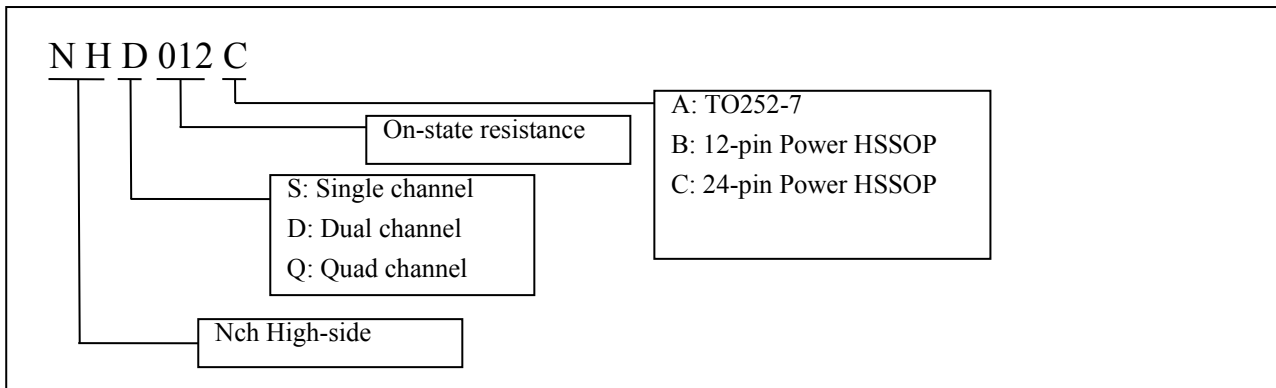 N H D 012 C
A: TO252-7
B: 12-pin Power HSSOP
C: 24-pin Power HSSOP
On-state resistance
S: Single channel
D: Dual channel
Q: Quad channel
Nch High-side